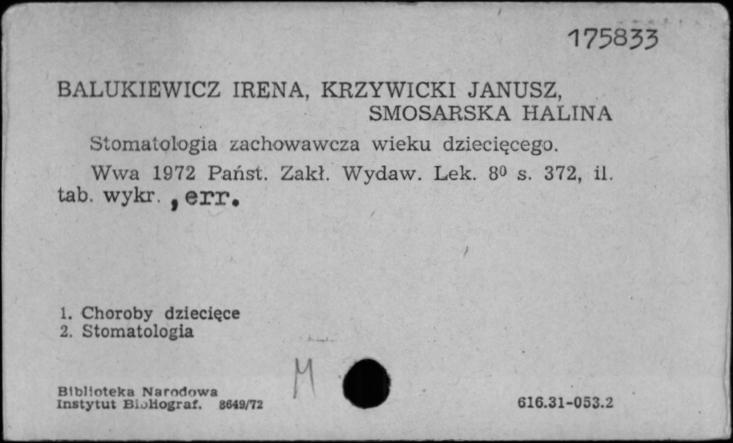 175833
BALUKIEWICZ IRENA, KRZYWICKI JANUSZ,
SMOSARSKA HALINA
Stomatologia zachowawcza wieku dziecięcego.
Wwa 1972 Państ. Zakł. Wydaw. Lek. 8⁰ s. 372, il.
tab. wykr. , err.
1. Choroby dziecięce
2. Stomatologia
M
Biblioteka Narodowa
Instytut Bibliograf. 8649/72
616.31-053.2